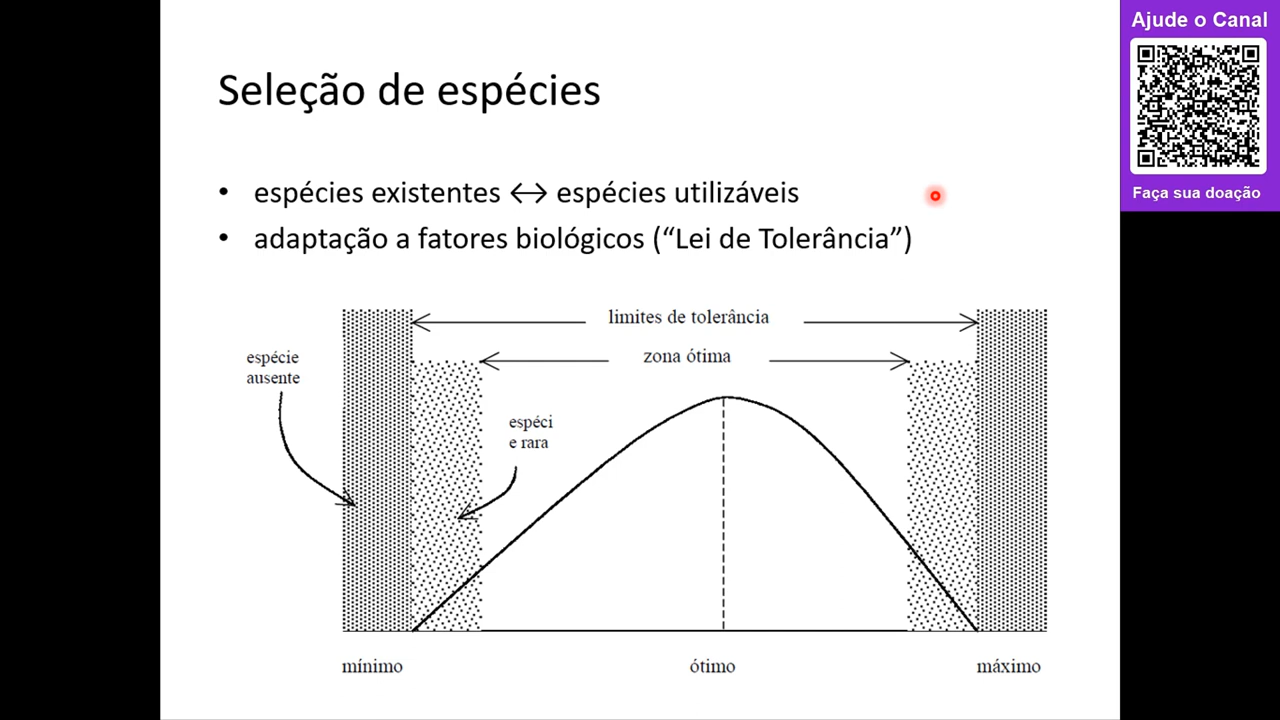 Ajude o Canal
Faça sua doação
Seleção de espécies
• espécies existentes ↔ espécies utilizáveis
• adaptação a fatores biológicos (“Lei de Tolerância”)
limites de tolerância
zona ótima
espécie
ausente
espéci
e rara
mínimo
ótimo
máximo